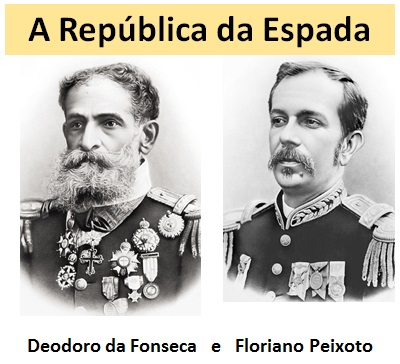 A República da Espada
Deodoro da Fonseca e Floriano Peixoto